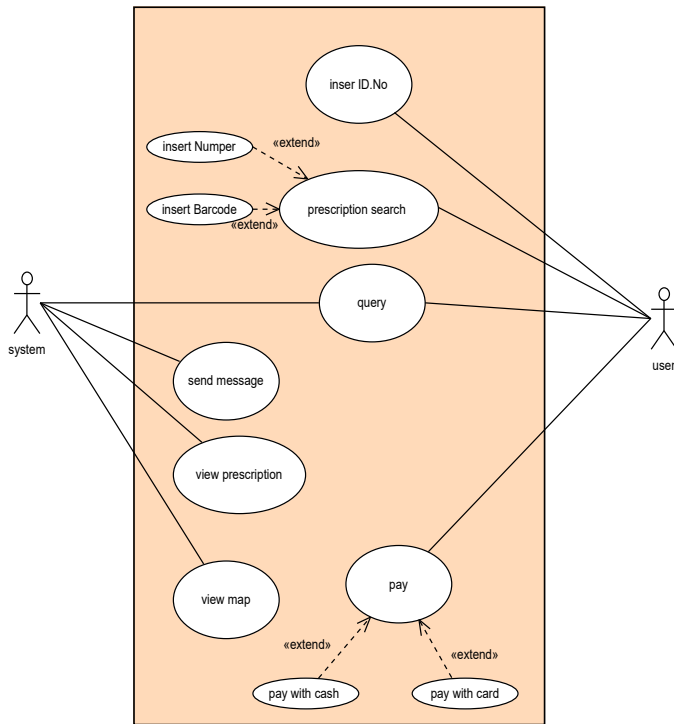 inser ID.No
insert Numper
«extend»
prescription search
insert Barcode
«extend»
query
system
user
send message
view prescription
view map
pay
«extend»
«extend»
pay with cash
pay with card